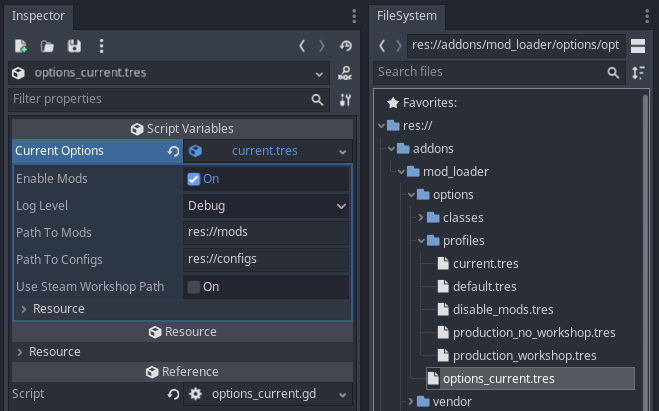 Inspector
options_current.tres
Filter properties
Script Variables
Current Options
current.tres
Enable Mods
On
Log Level
Debug
Path To Mods
res://mods
Path To Configs
res://configs
Use Steam Workshop Path
On
Resource
Resource
Resource
Reference
Script
options_current.gd
FileSystem
res://addons/mod_loader/options/opt
Search files
Favorites:
res://
addons
mod_loader
options
classes
profiles
current.tres
default.tres
disable_mods.tres
production_no_workshop.tres
production_workshop.tres
options_current.tres
vendor